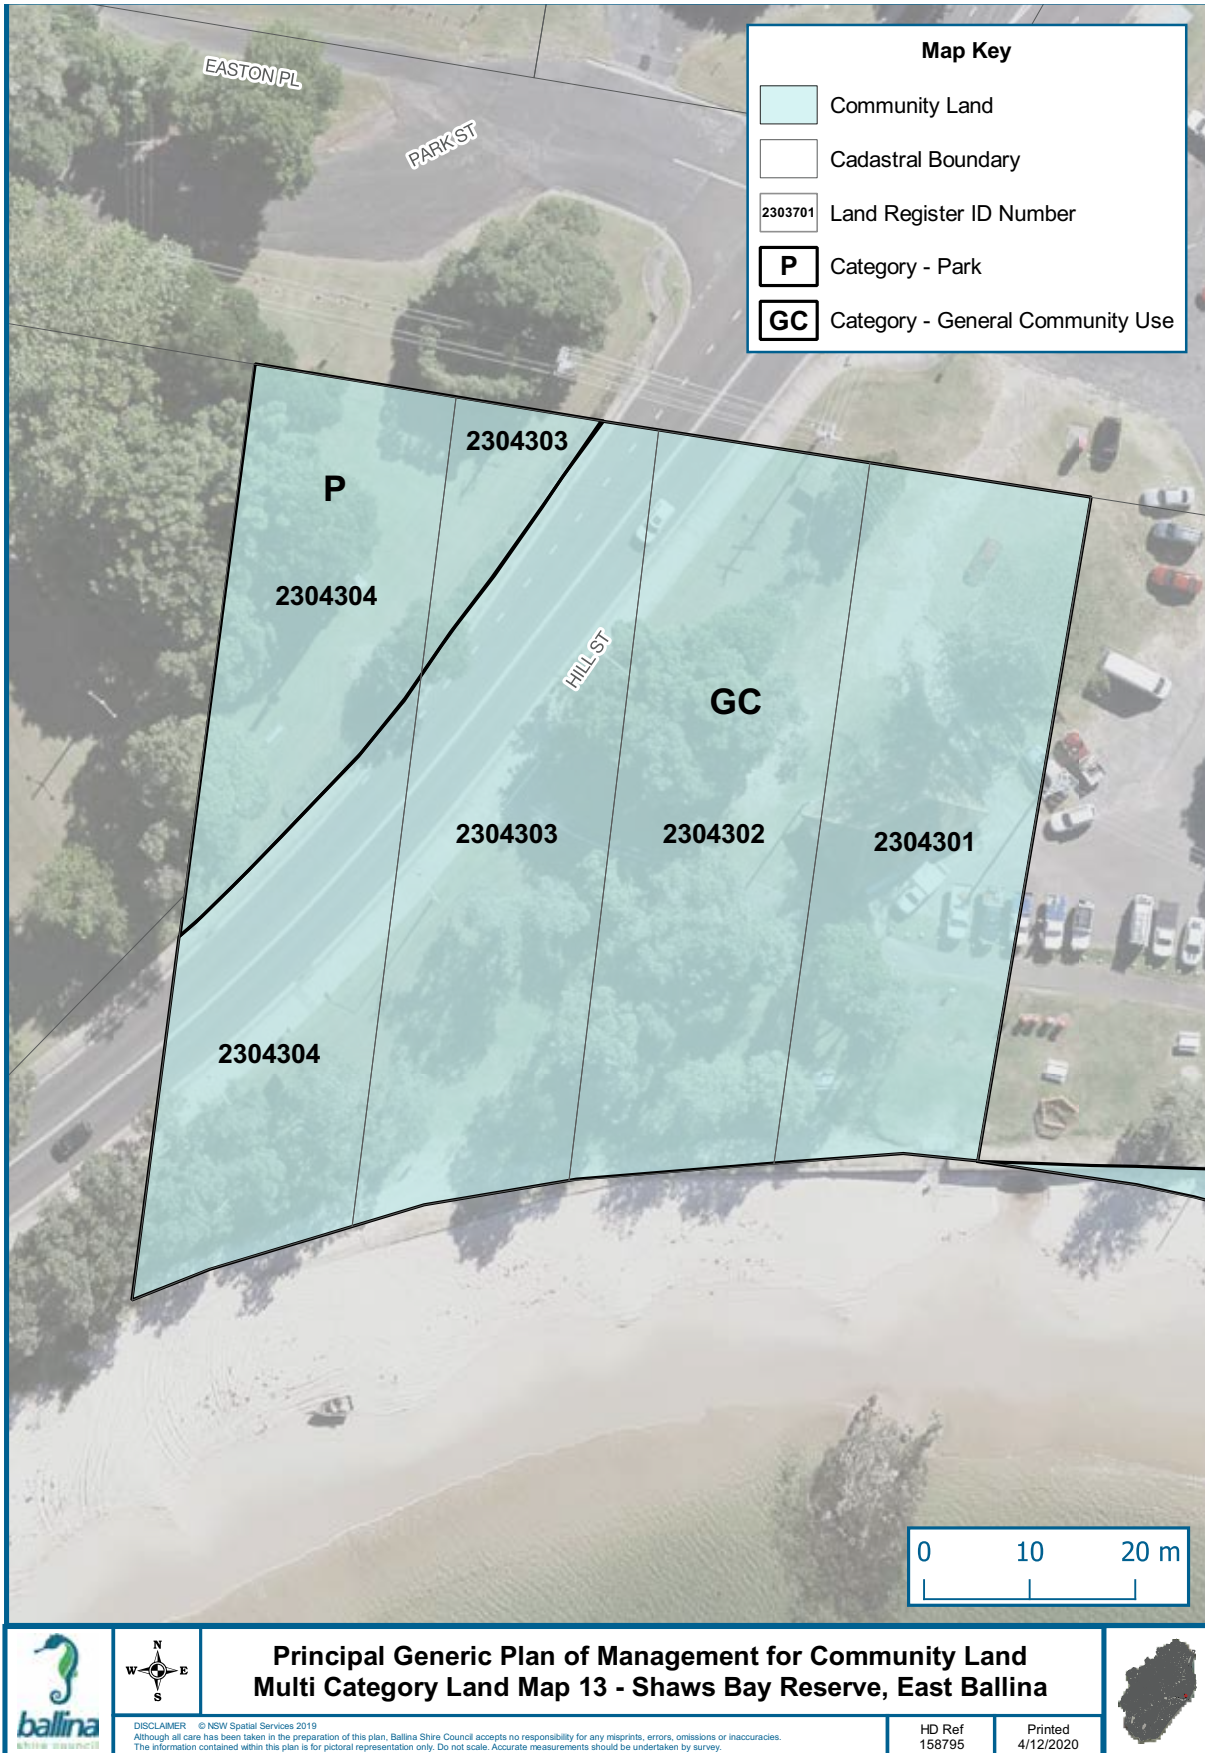 EASTON PL
PARK ST
Map Key
Community Land
Cadastral Boundary
2303701 Land Register ID Number
P Category - Park
GC Category - General Community Use
2304303
P
2304304
HILL ST
GC
2304303
2304302
2304301
2304304
0 10 20 m
N
W E
S
Principal Generic Plan of Management for Community Land
Multi Category Land Map 13 - Shaws Bay Reserve, East Ballina
ballina
shire council
DISCLAIMER © NSW Spatial Services 2019
Although all care has been taken in the preparation of this plan, Ballina Shire Council accepts no responsibility for any misprints, errors, omissions or inaccuracies.
The information contained within this plan is for pictoral representation only. Do not scale. Accurate measurements should be undertaken by survey.
HD Ref
158795
Printed
4/12/2020